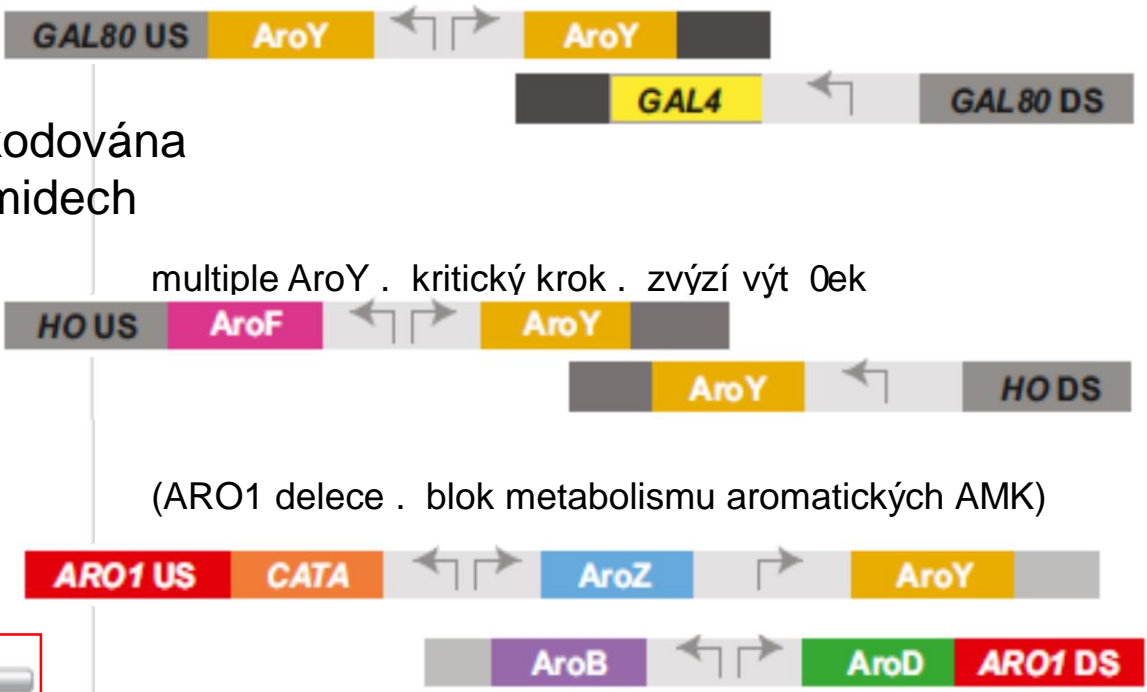 GAL80 US AroY AroY
GAL4 GAL80 DS
kodována
midech
multiple AroY . kritický krok . zvýzí výt 0ek
HO US AroF AroY
AroY HO DS
(ARO1 delece . blok metabolismu aromatických AMK)
ARO1 US CATA AroZ AroY
AroB AroD ARO1 DS